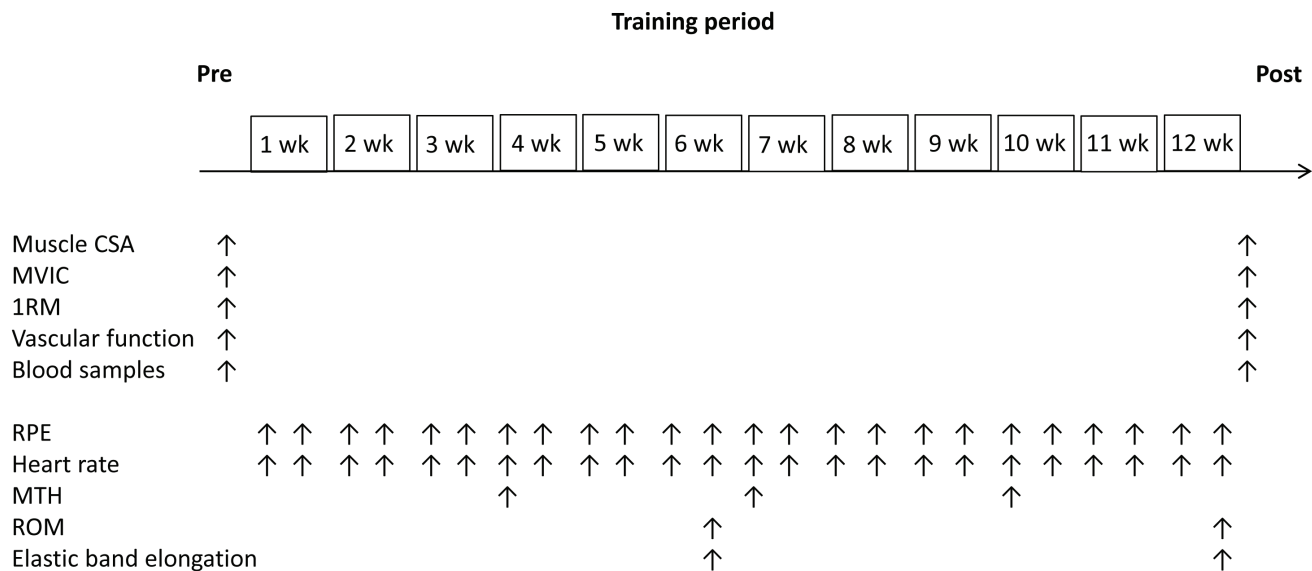 Training period
Pre
Post
1 wk 2 wk 3 wk 4 wk 5 wk 6 wk 7 wk 8 wk 9 wk 10 wk 11 wk 12 wk
Muscle CSA
MVIC
1RM
Vascular function
Blood samples
RPE
Heart rate
MTH
ROM
Elastic band elongation